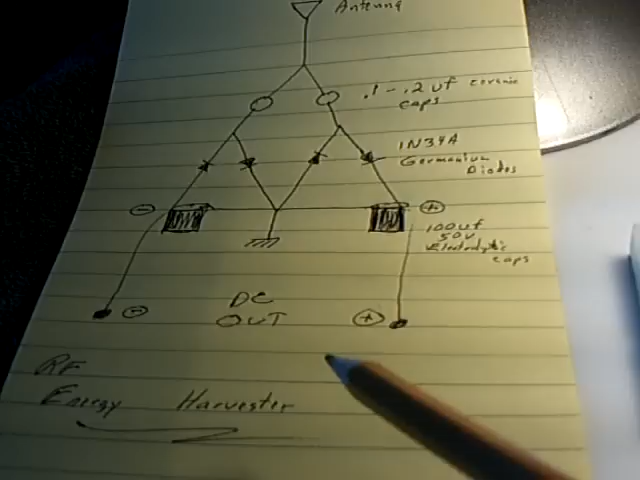 Antenna
.1 - .2 uf ceramic
caps
1N34A
Germanium
Diodes
- +
100uf
50V
Electrolytic
caps
- DC +
OUT
RF
Energy Harvester